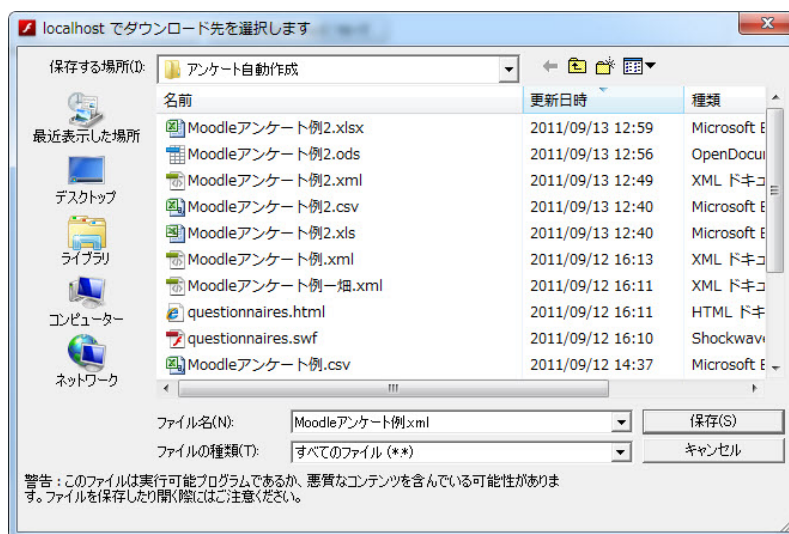 localhost でダウンロード先を選択します
保存する場所(I):
アンケート自動作成
名前 更新日時 種類
Moodleアンケート例2.xlsx 2011/09/13 12:59 Microsoft E
Moodleアンケート例2.ods 2011/09/13 12:56 OpenDocu
Moodleアンケート例2.xml 2011/09/13 12:49 XML ドキュ
Moodleアンケート例2.csv 2011/09/13 12:40 Microsoft E
Moodleアンケート例2.xls 2011/09/13 12:40 Microsoft E
Moodleアンケート例.xml 2011/09/12 16:13 XML ドキュ
Moodleアンケート例一畑.xml 2011/09/12 16:11 XML ドキュ
questionnaires.html 2011/09/12 16:11 HTML ドキ
questionnaires.swf 2011/09/12 16:10 Shockwav
Moodleアンケート例.csv 2011/09/12 14:37 Microsoft E
最近表示した場所
デスクトップ
ライブラリ
コンピューター
ネットワーク
ファイル名(N): Moodleアンケート例.xml 保存(S)
ファイルの種類(T): すべてのファイル (**) キャンセル
警告：このファイルは実行可能プログラムであるか、悪質なコンテンツを含んでいる可能性がありま
す。ファイルを保存したり開く際にはご注意ください。